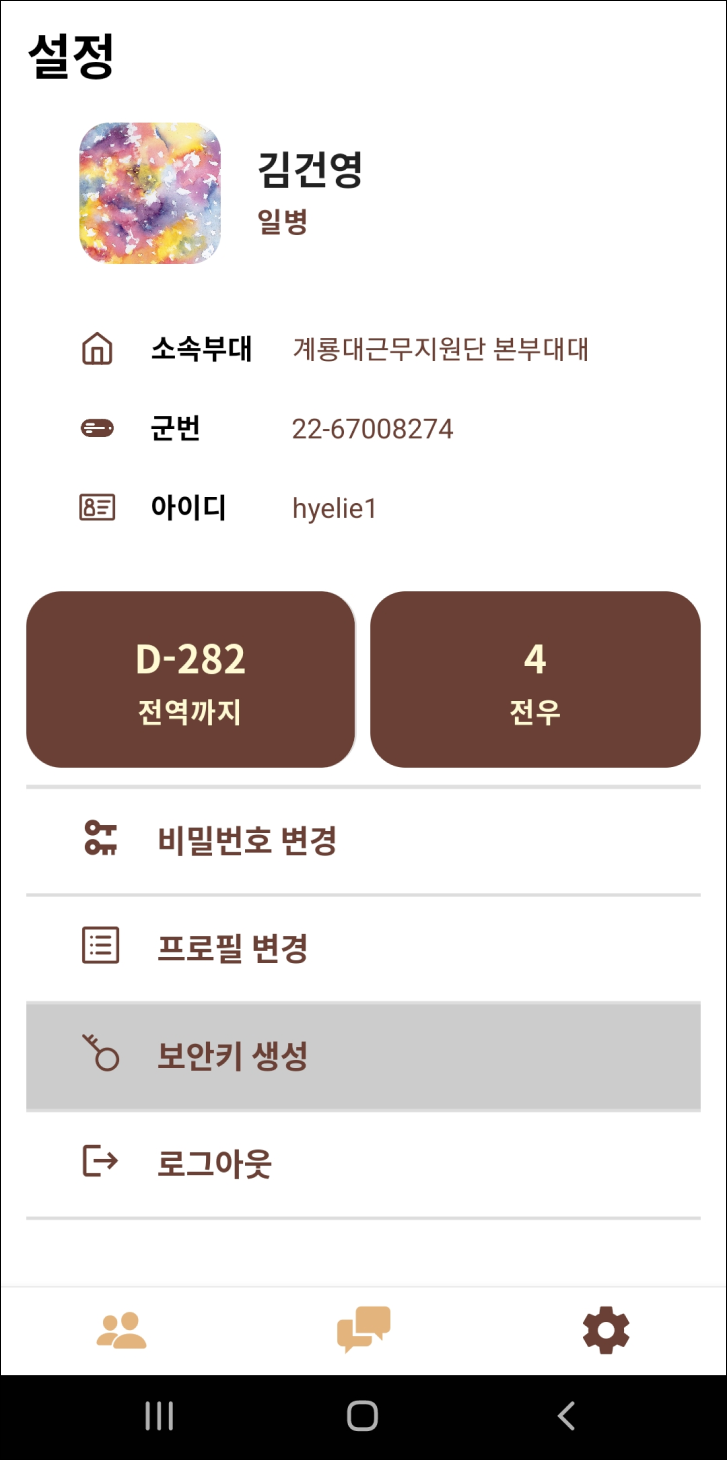 설정
김건영
일병
소속부대 계룡대근무지원단 본부대대
군번 22-67008274
아이디 hyelie1
D-282
전역까지
4
전우
비밀번호 변경
프로필 변경
보안키 생성
로그아웃